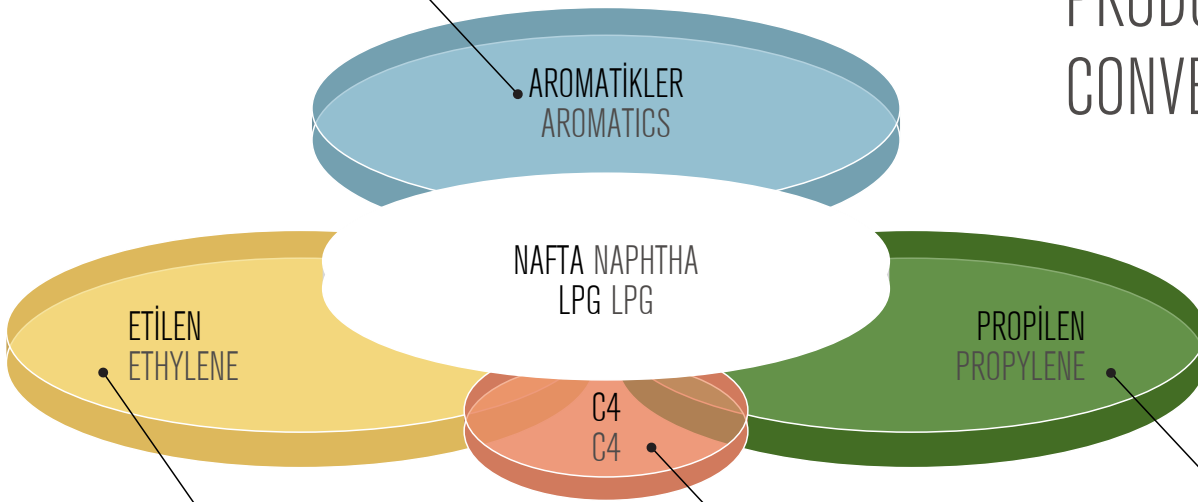 AROMATİKLER
AROMATICS
NAFTA NAPHTHA
LPG LPG
ETİLEN
ETHYLENE
PROPİLEN
PROPYLENE
C4
C4